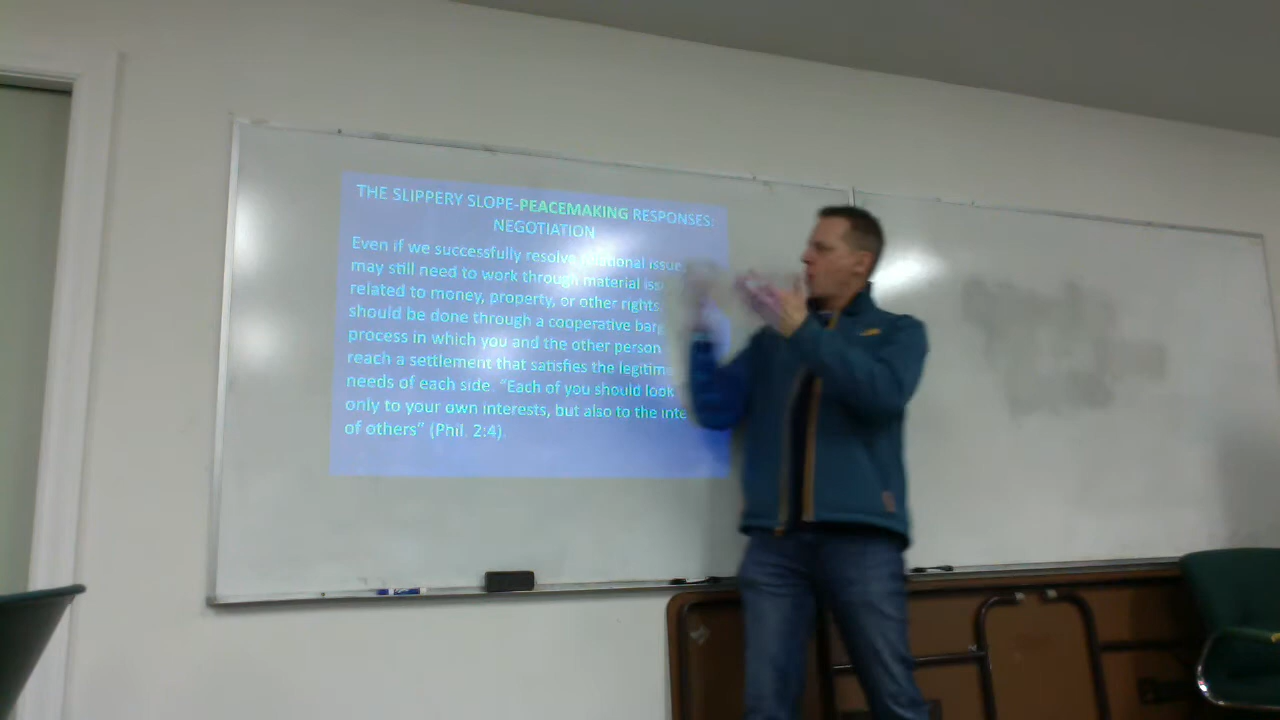 THE SLIPPERY SLOPE-PEACEMAKING RESPONSES:
NEGOTIATION
Even if we successfully resolve issue
may still need to work through material
related to money, property, or other rights
should be done through a cooperative
process in which you and the other person
reach a settlement that satisfies the
needs of each side. "Each of you should look
only to your own interests, but also to the
of others" (Phil. 2:4).